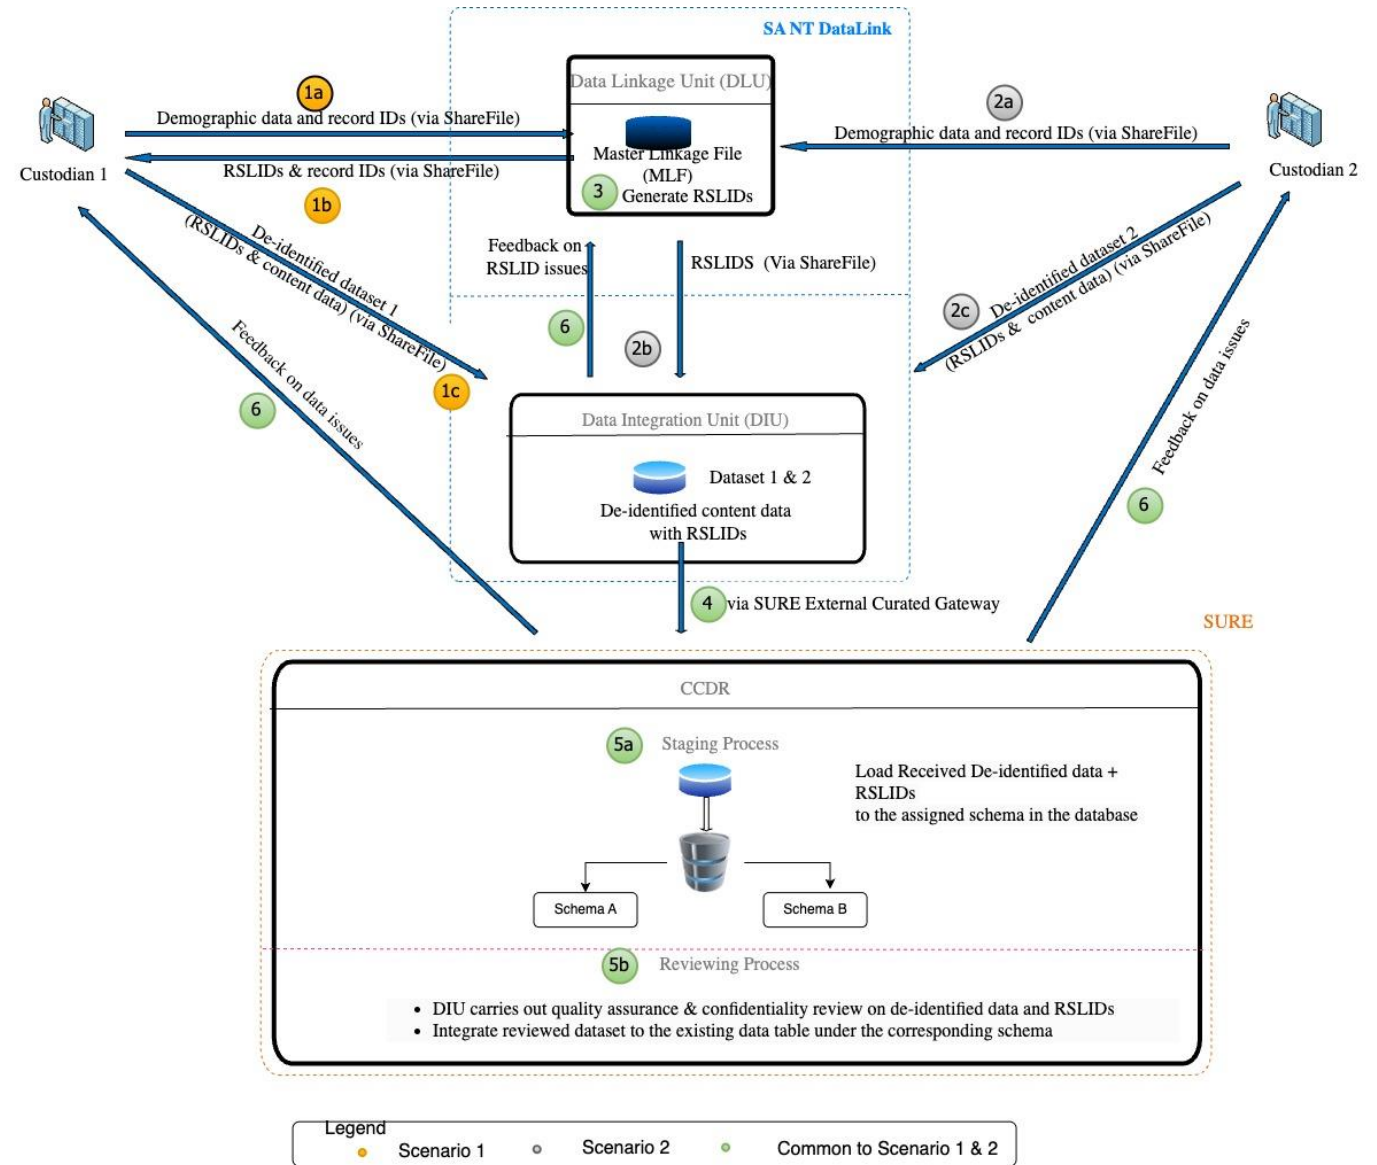 SA NT DataLink
Data Linkage Unit (DLU)
1a
Demographic data and record IDs (via ShareFile)
2a
Demographic data and record IDs (via ShareFile)
Custodian 1
Custodian 2
Master Linkage File
(MLF)
3
Generate RSLIDs
RSLIDs & record IDs (via ShareFile)
1b
De-identified dataset 1
(RSLIDs & content data) (via ShareFile)
1c
Feedback on
RSLID issues
6
RSLIDS (Via ShareFile)
2b
De-identified dataset 2
(RSLIDs & content data) (via ShareFile)
2c
Feedback on data issues
6
Feedback on data issues
6
Data Integration Unit (DIU)
Dataset 1 & 2
De-identified content data
with RSLIDs
4
via SURE External Curated Gateway
SURE
CCDR
5a
Staging Process
Load Received De-identified data +
RSLIDs
to the assigned schema in the database
Schema A
Schema B
5b
Reviewing Process
• DIU carries out quality assurance & confidentiality review on de-identified data and RSLIDs
• Integrate reviewed dataset to the existing data table under the corresponding schema
Legend
Scenario 1
Scenario 2
Common to Scenario 1 & 2